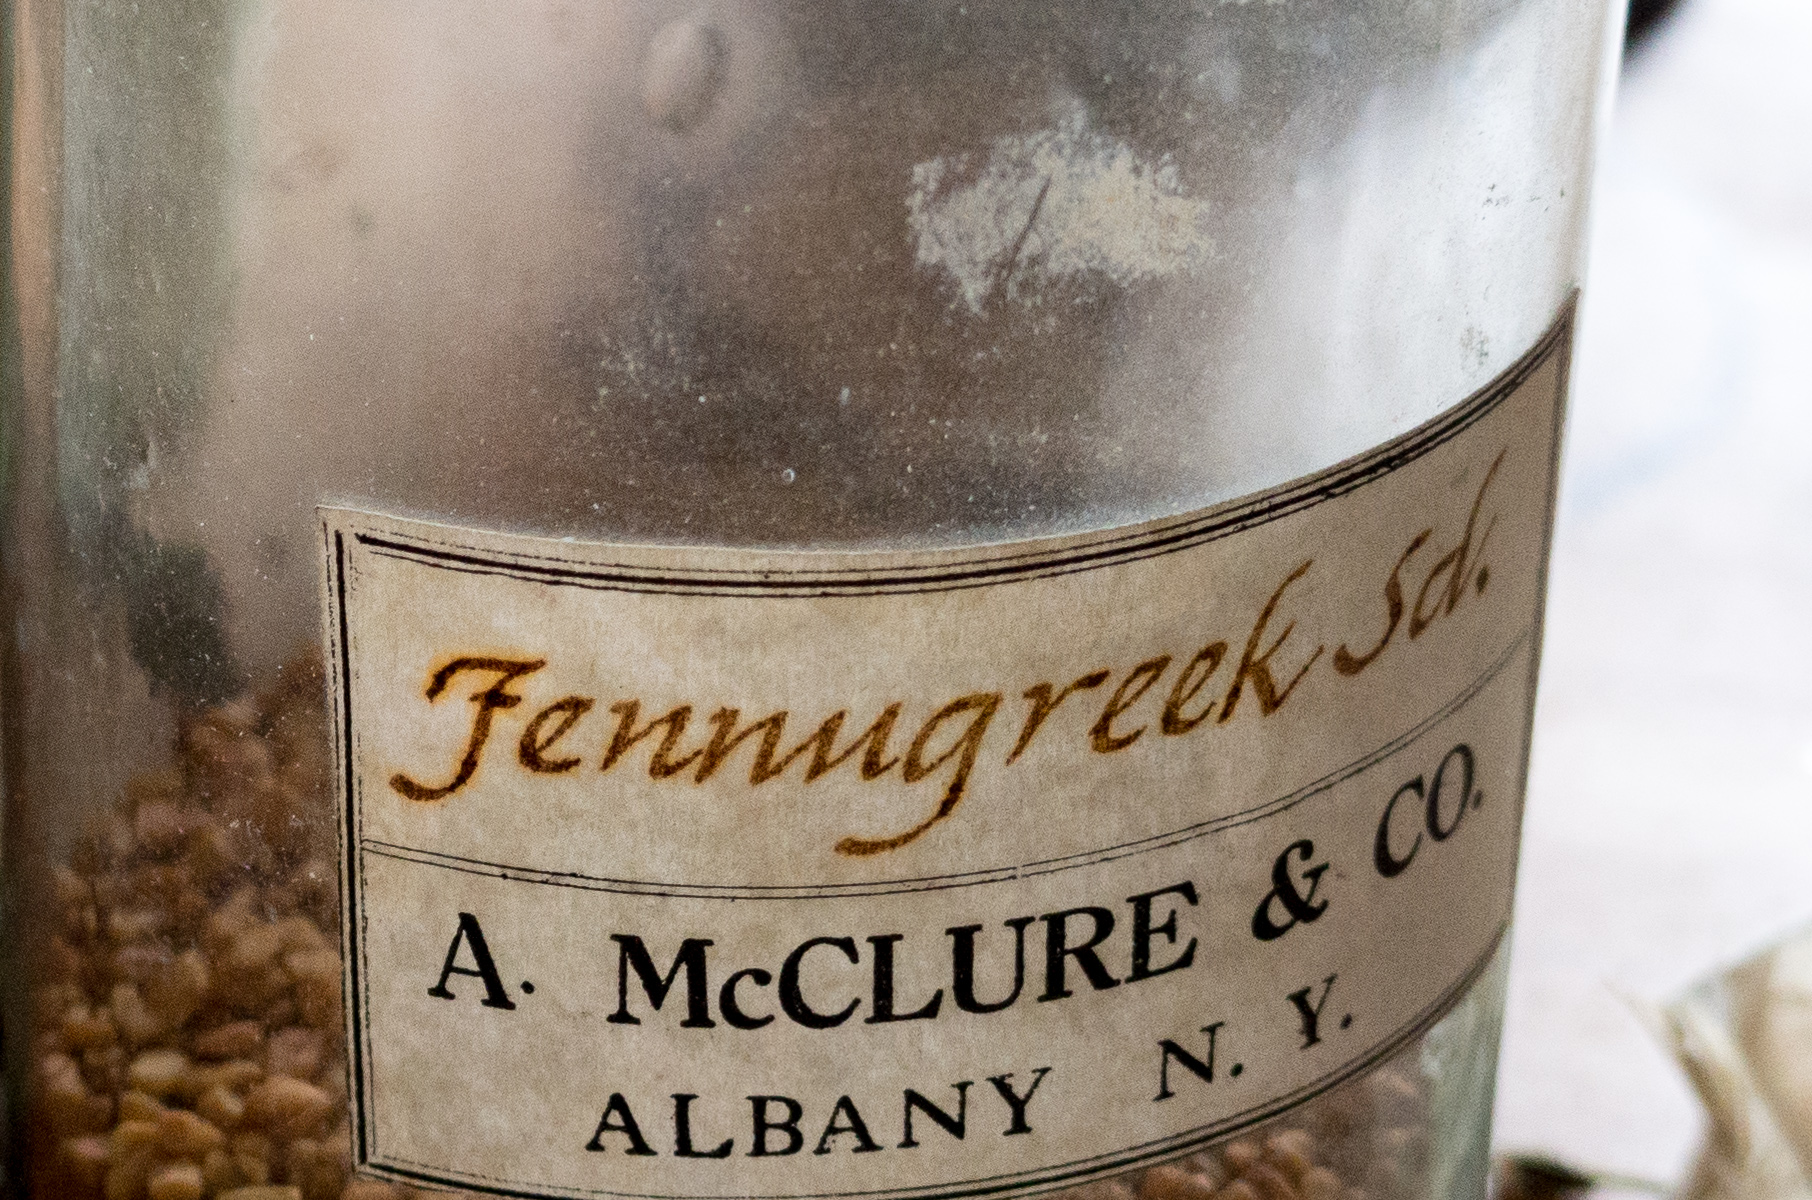 Fennugreek Sd.
A. McCLURE & CO.
ALBANY N. Y.